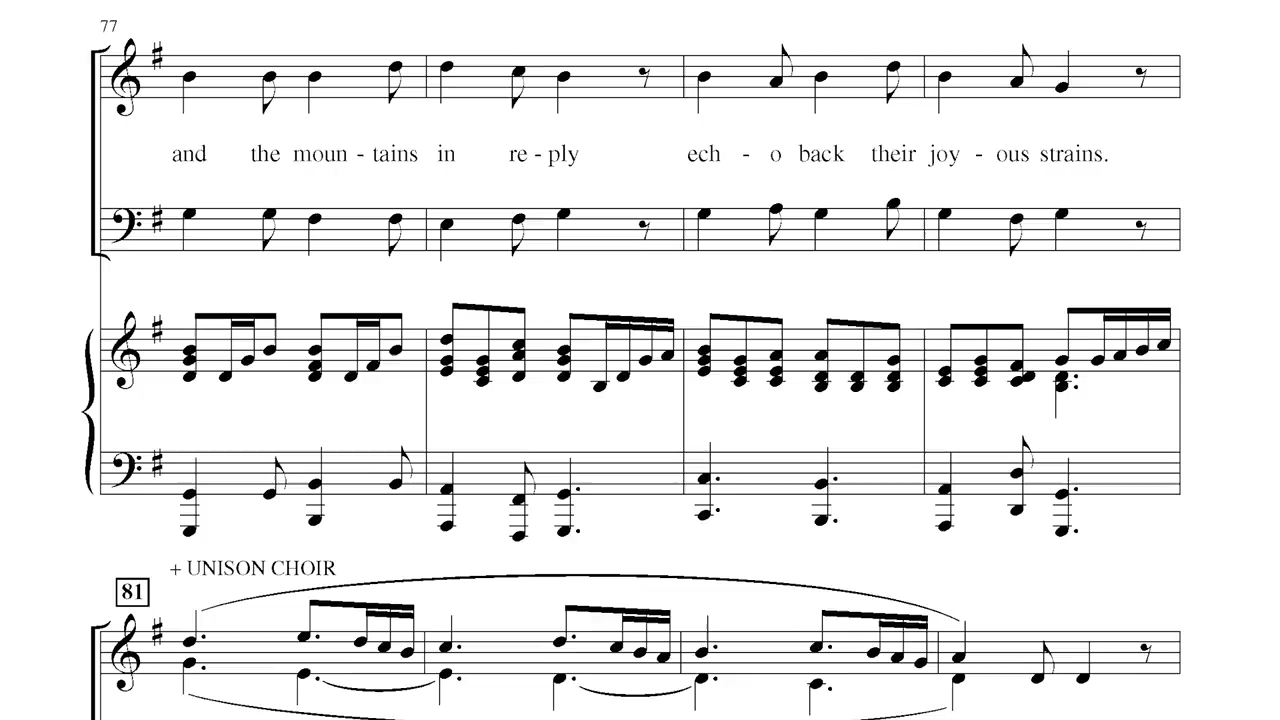 77
and the moun - tains in re - ply ech - o back their joy - ous strains.
+ UNISON CHOIR
81